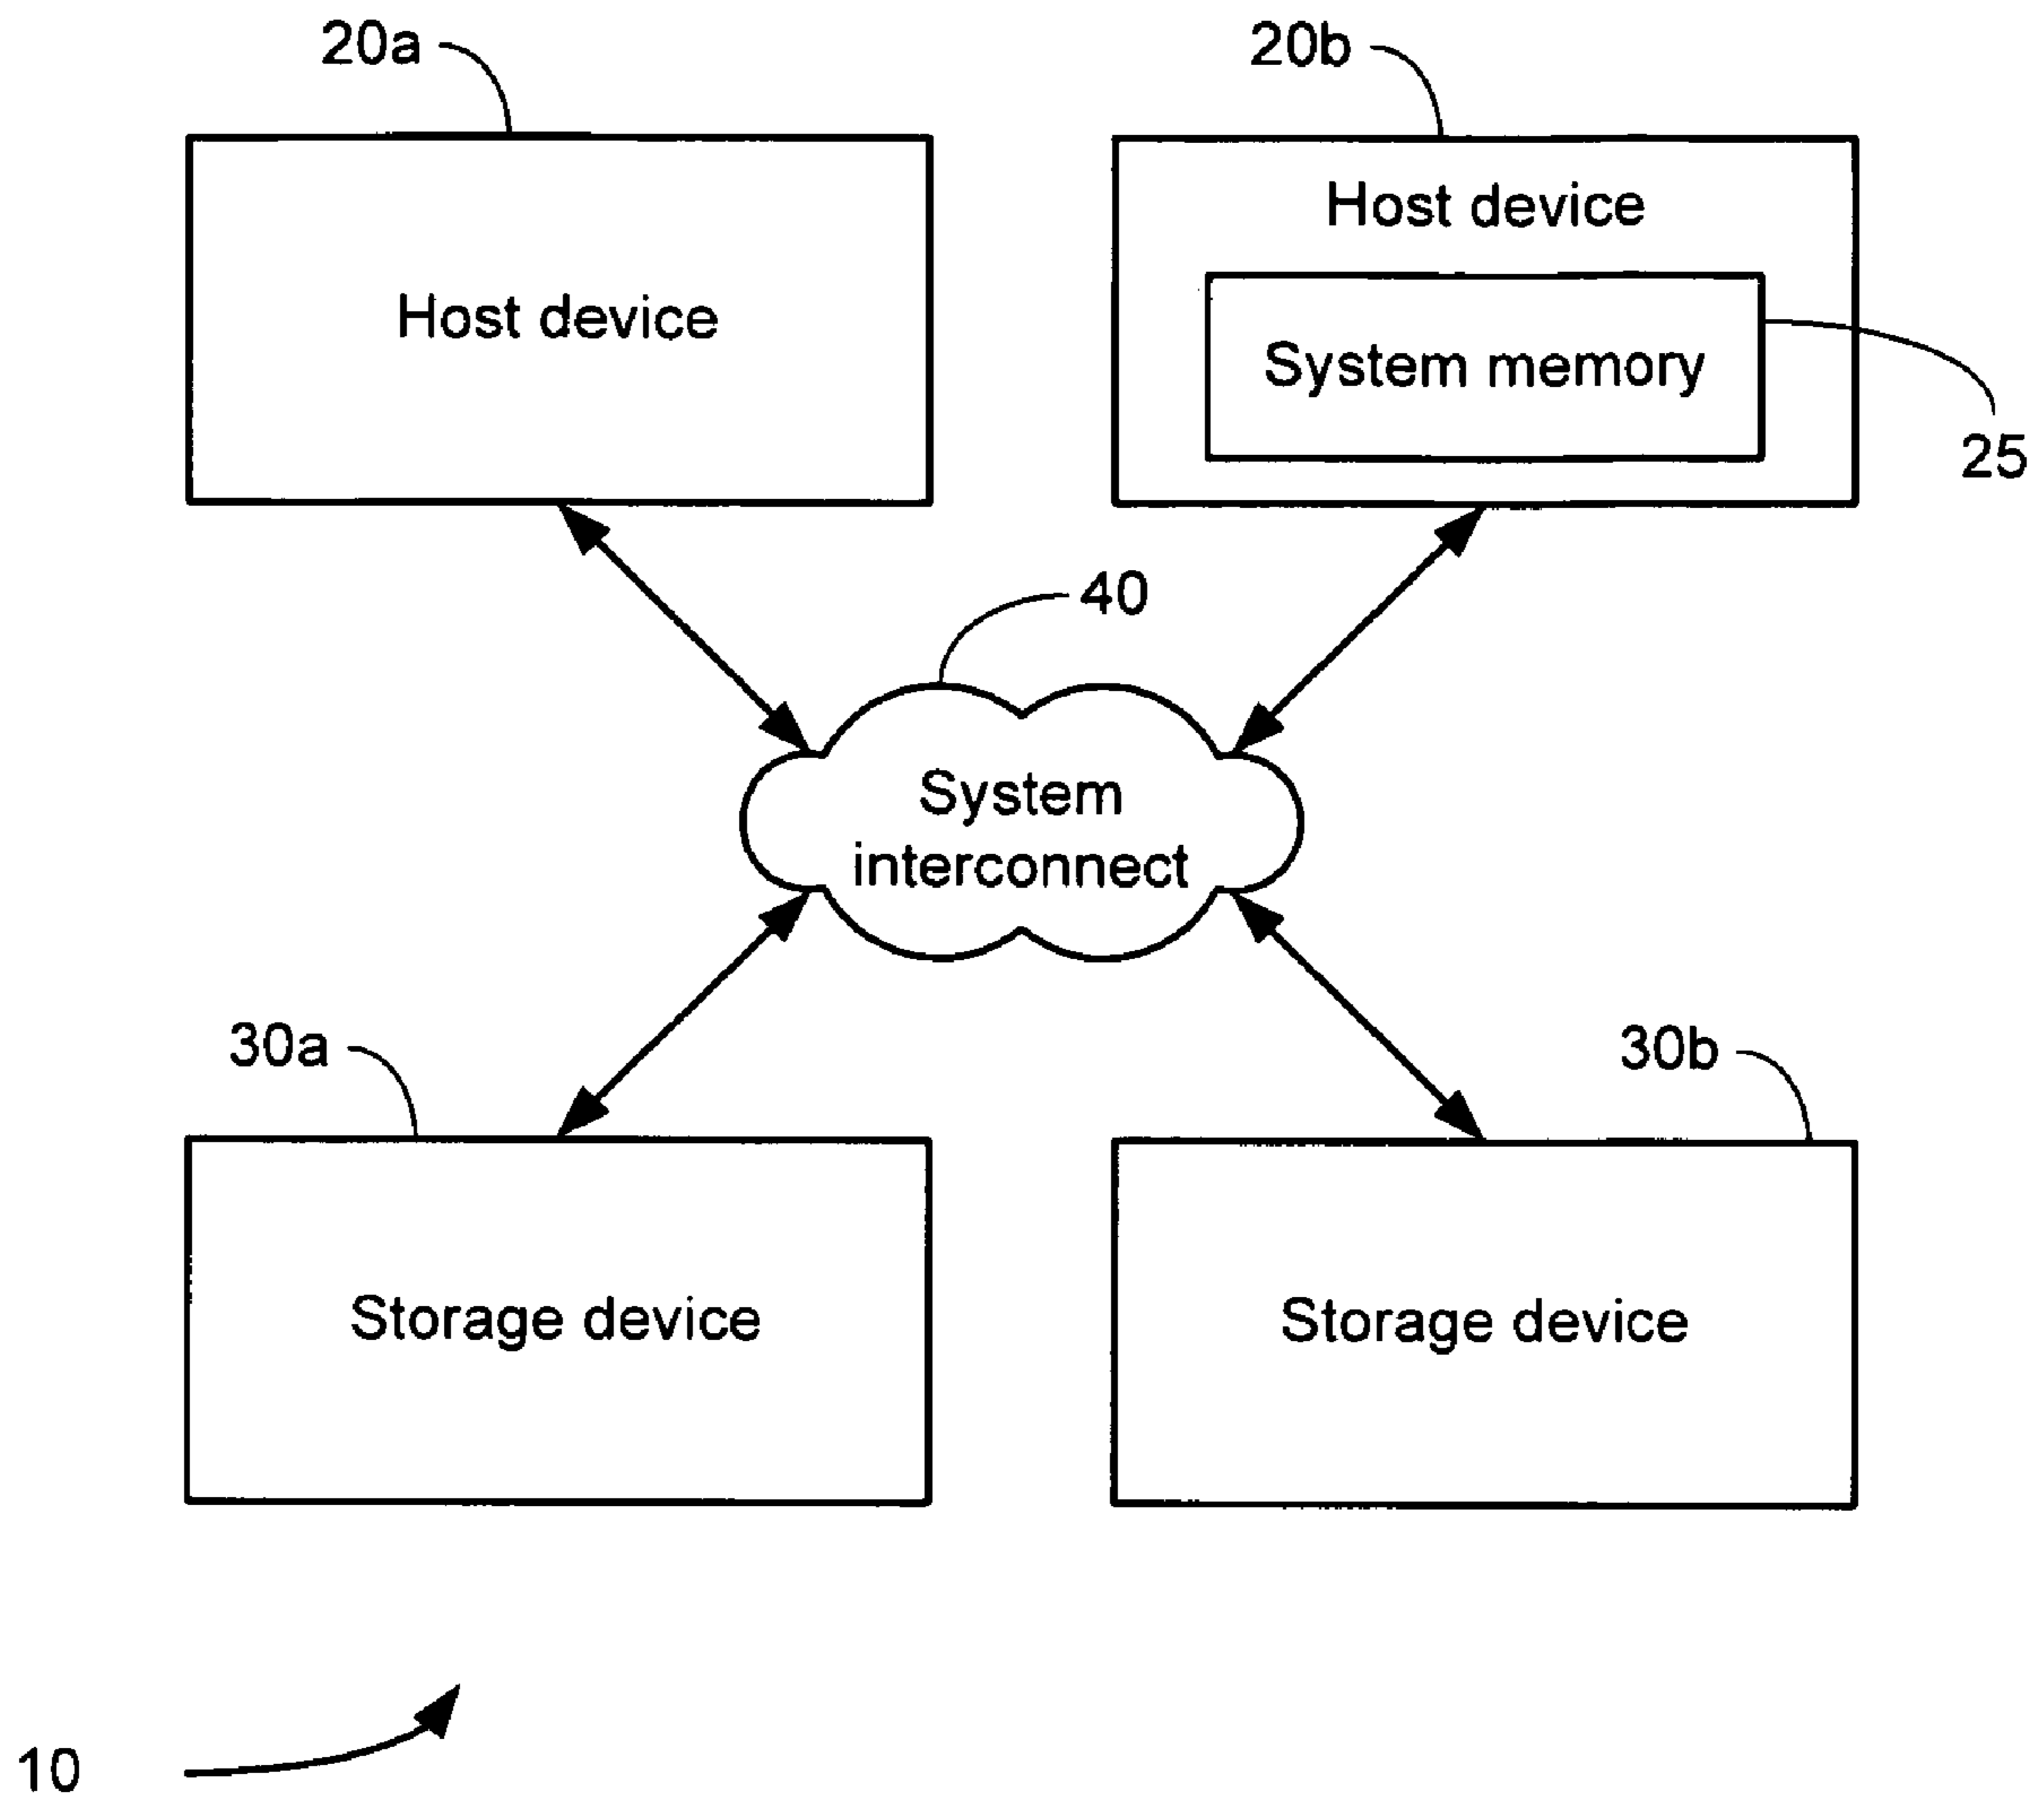 20a
20b
Host device
Host device
System memory
25
40
System
interconnect
30a
30b
Storage device
Storage device
10